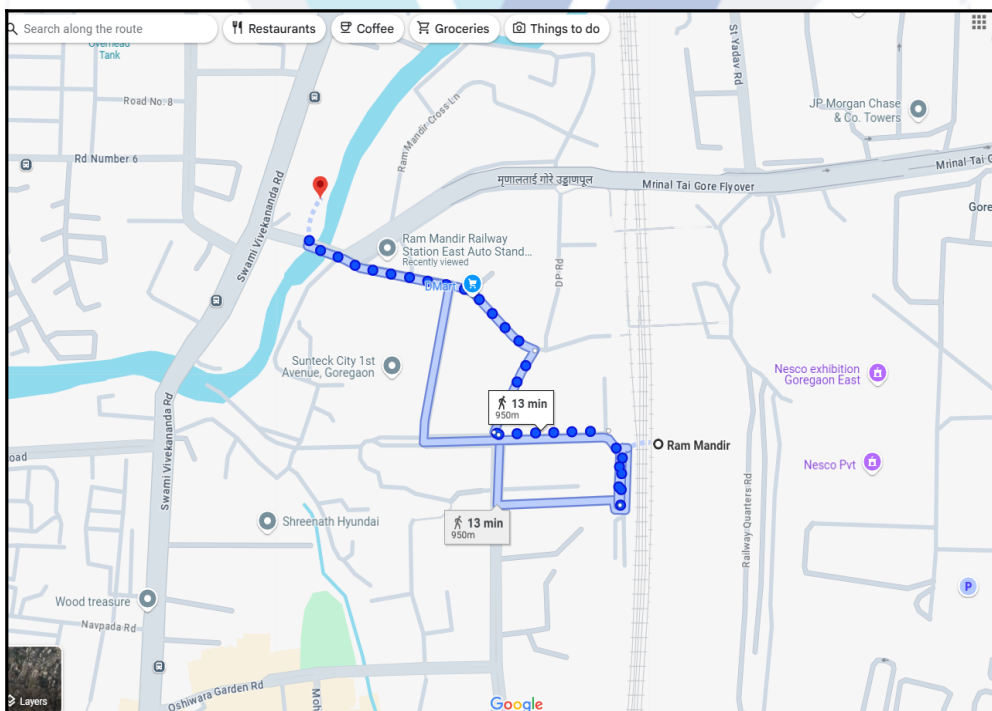 Search along the route
Restaurants
Coffee
Groceries
Things to do
Overhead
Tank
Road No. 8
Rd Number 6
Swami Vivekananda Rd
Ram Mandir Cross Ln
St Yadav Rd
JP Morgan Chase
& Co. Towers
मृणालताई गोरे उड्डाणपूल
Mrinal Tai Gore Flyover
Mrinal Tai G
Gore
Ram Mandir Railway
Station East Auto Stand...
Recently viewed
DMart
DP Rd
Sunteck City 1st
Avenue, Goregaon
Nesco exhibition
Goregaon East
13 min
950m
Ram Mandir
Swami Vivekananda Rd
oad
Nesco Pvt
Shreenath Hyundai
13 min
950m
Railway Quarters Rd
Wood treasure
Navpada Rd
P
Oshiwara Garden Rd
Moh
Layers
Google